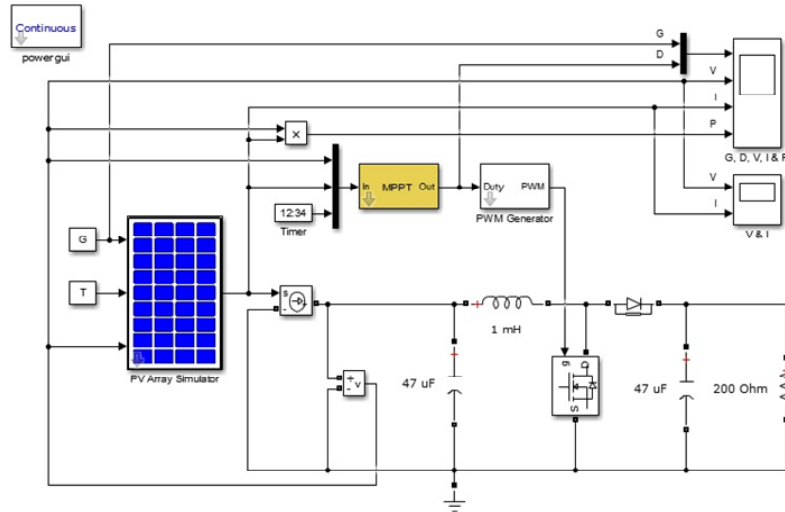 Continuous
powergui
G
D
V
I
P
G, D, V, I & P
×
In
MPPT
Out
Duty
PWM
PWM Generator
12:34
Timer
V
I
V & I
G
T
PV Array Simulator
s
-
+
-
v
+
1 mH
g
D
S
+
47 uF
+
47 uF
200 Ohm
+